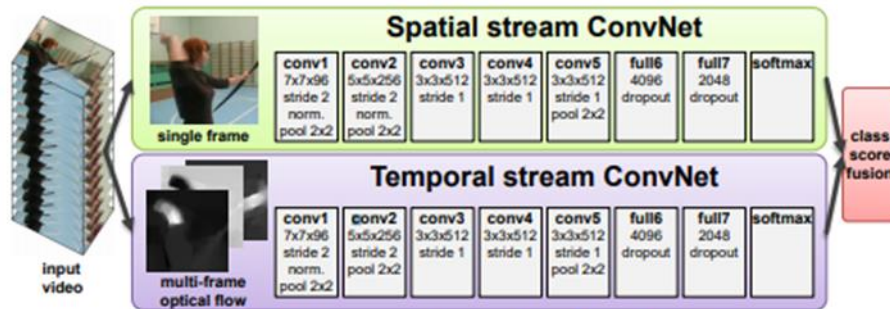 Spatial stream ConvNet
conv1
7x7x96
stride 2
norm.
pool 2x2
conv2
5x5x256
stride 2
norm.
pool 2x2
conv3
3x3x512
stride 1
conv4
3x3x512
stride 1
conv5
3x3x512
stride 1
pool 2x2
full6
4096
dropout
full7
2048
dropout
softmax
single frame
Temporal stream ConvNet
conv1
7x7x96
stride 2
norm.
pool 2x2
conv2
5x5x256
stride 2
pool 2x2
conv3
3x3x512
stride 1
conv4
3x3x512
stride 1
conv5
3x3x512
stride 1
pool 2x2
full6
4096
dropout
full7
2048
dropout
softmax
multi-frame
optical flow
input
video
class
score
fusion